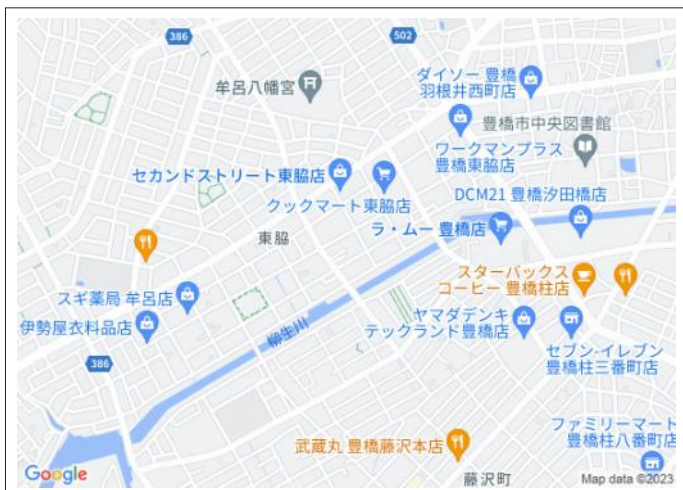 386
502
ダイソー 豊橋
羽根井西町店
牟呂八幡宮
豊橋市中央図書館
ワークマンプラス
豊橋東脇店
セカンドストリート東脇店
クックマート東脇店
DCM21 豊橋汐田橋店
ラ・ムー 豊橋店
東脇
スターバックス
コーヒー 豊橋柱店
スギ薬局 牟呂店
伊勢屋衣料品店
ヤマダデンキ
テックランド豊橋店
柳生川
セブン-イレブン
豊橋柱三番町店
386
ファミリーマート
豊橋柱八番町店
武蔵丸 豊橋藤沢本店
藤沢町
Google
Map data ©2023